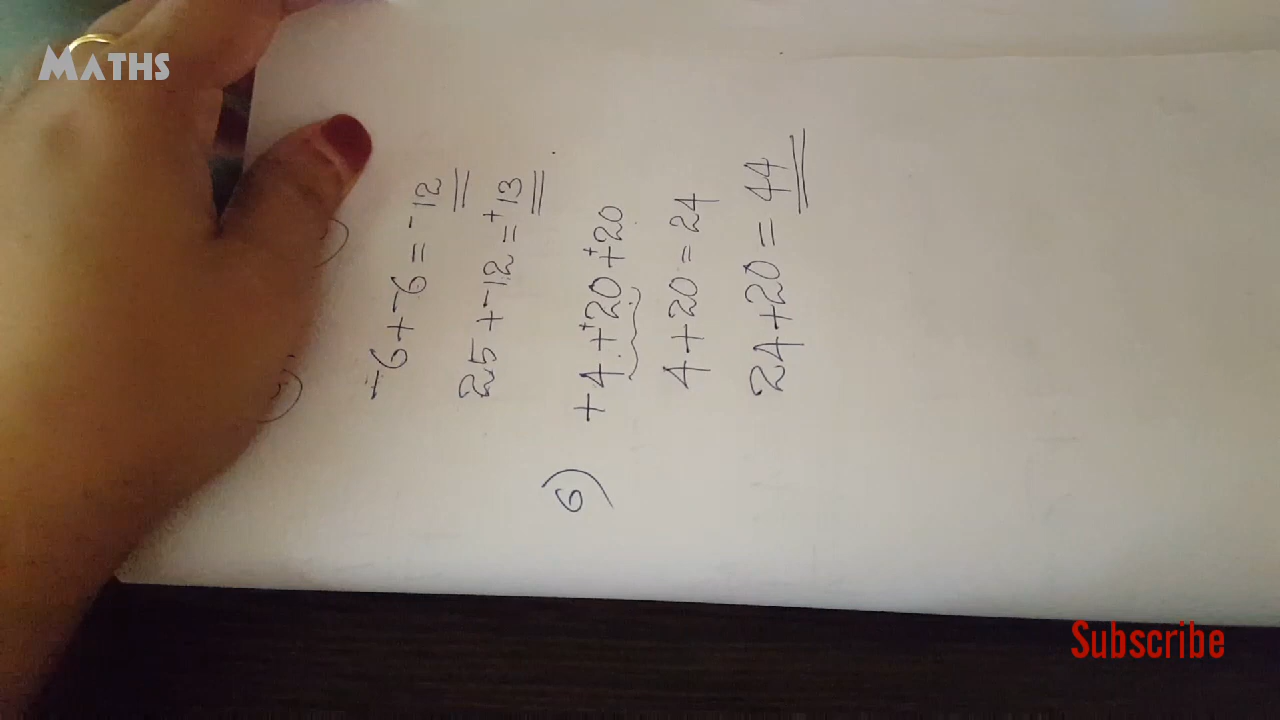 MATHS
-6+-6=-12
25+-12=+13
6) +4++20++20
4+20=24
24+20=44
Subscribe